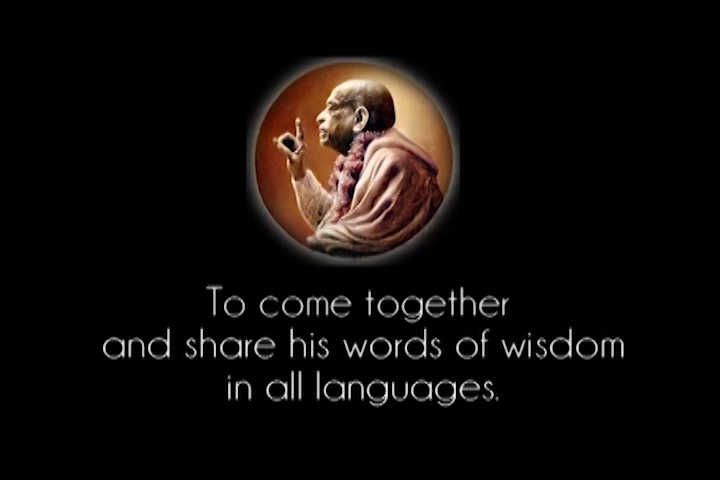 To come together
and share his words of wisdom
in all languages.